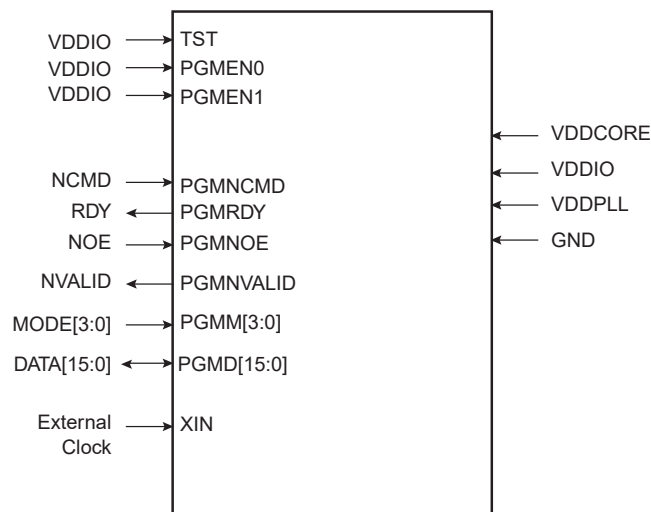 VDDIO TST
VDDIO PGMEN0
VDDIO PGMEN1
VDDCORE
VDDIO
NCMD PGMNCMD
VDDPLL
RDY PGMRDY
NOE PGMNOE
GND
NVALID PGMNVALID
MODE[3:0] PGMM[3:0]
DATA[15:0] PGMD[15:0]
External XIN
Clock